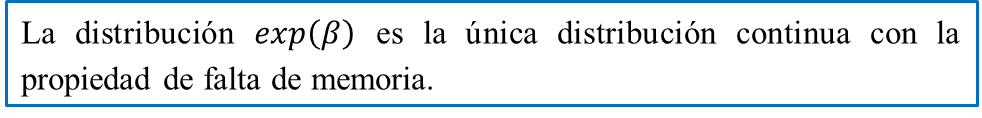 La distribución exp(β) es la única distribución continua con la
propiedad de falta de memoria.